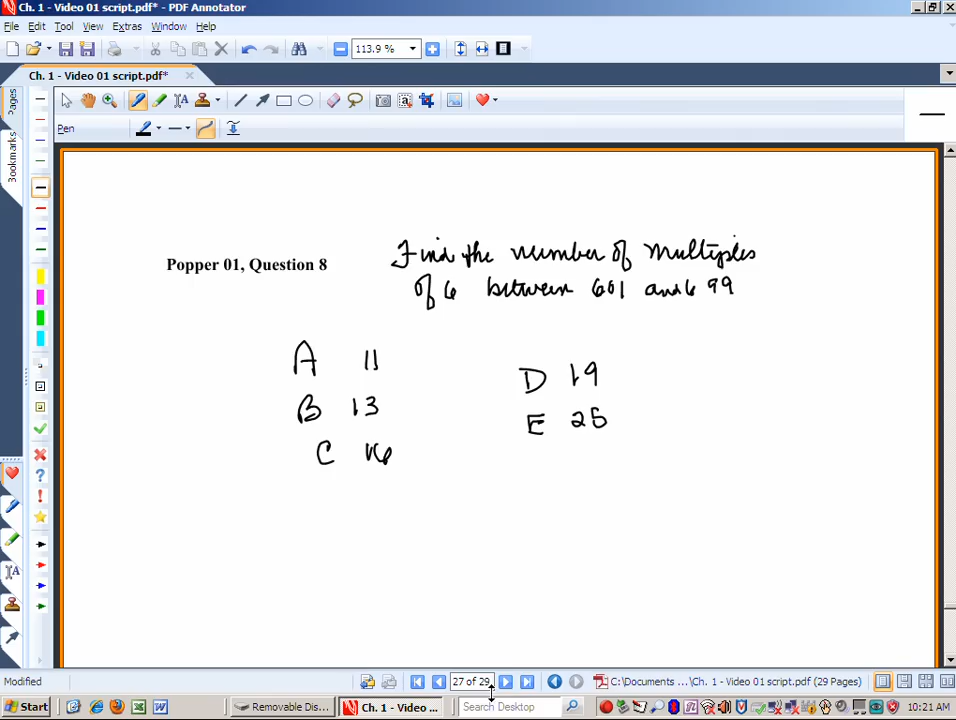 Ch. 1 - Video 01 script.pdf* - PDF Annotator
File Edit Tool View Extras Window Help
113.9 %
Ch. 1 - Video 01 script.pdf*
Pages
Bookmarks
Pen
Popper 01, Question 8
Find the number of multiples
of 6 between 601 and 699
A 11
B 13
C 16
D 19
E 25
27 of 29
C:\Documents ...\Ch. 1 - Video 01 script.pdf (29 Pages)
Modified
Start
Removable Dis...
Ch. 1 - Video ...
Search Desktop
10:21 AM